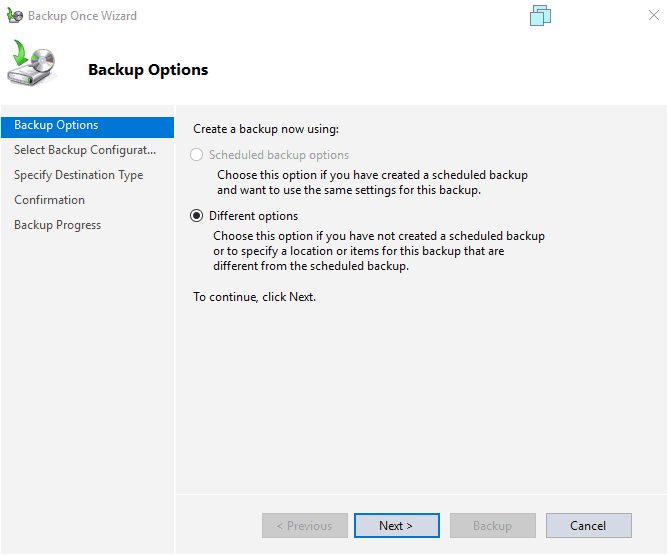 Backup Once Wizard
Backup Options
Backup Options
Select Backup Configurat...
Specify Destination Type
Confirmation
Backup Progress
Create a backup now using:
Scheduled backup options
Choose this option if you have created a scheduled backup
and want to use the same settings for this backup.
Different options
Choose this option if you have not created a scheduled backup
or to specify a location or items for this backup that are
different from the scheduled backup.
To continue, click Next.
< Previous
Next >
Backup
Cancel